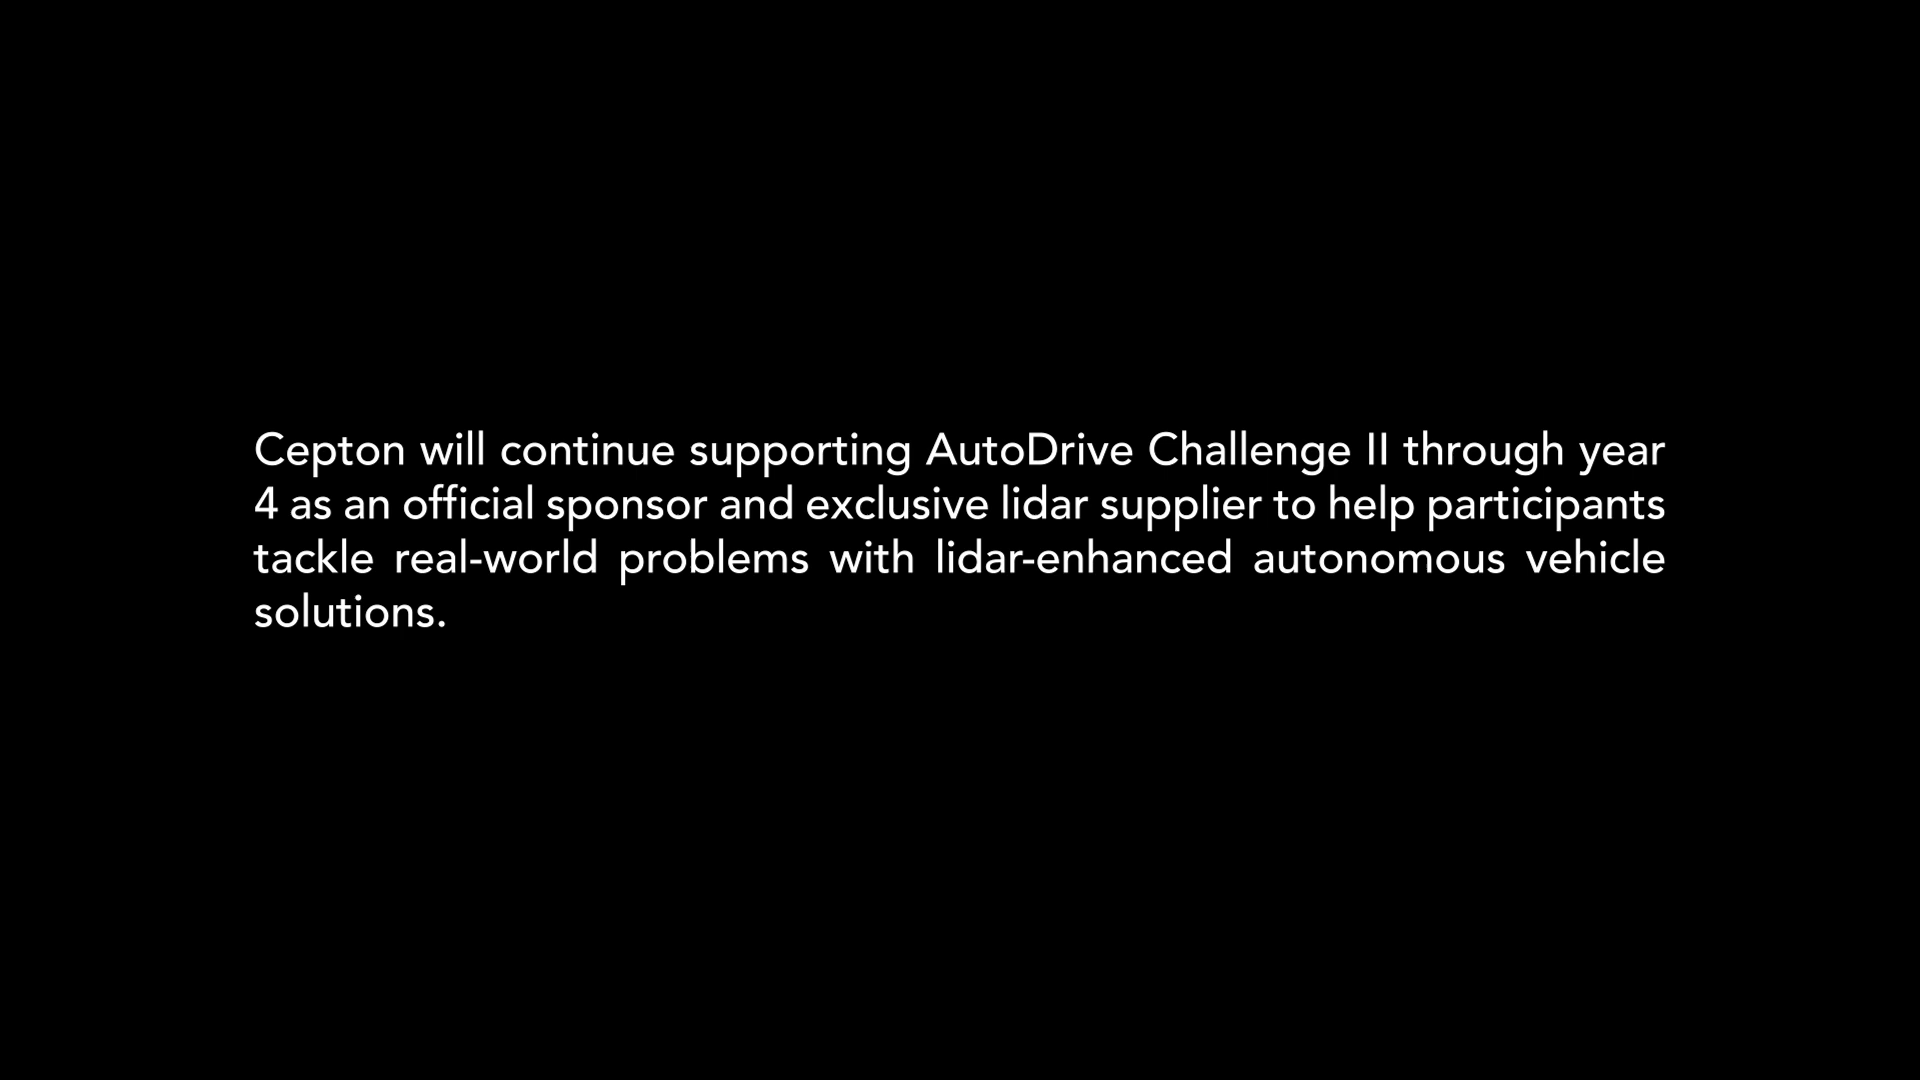 Cepton will continue supporting AutoDrive Challenge II through year
4 as an official sponsor and exclusive lidar supplier to help participants
tackle real-world problems with lidar-enhanced autonomous vehicle
solutions.